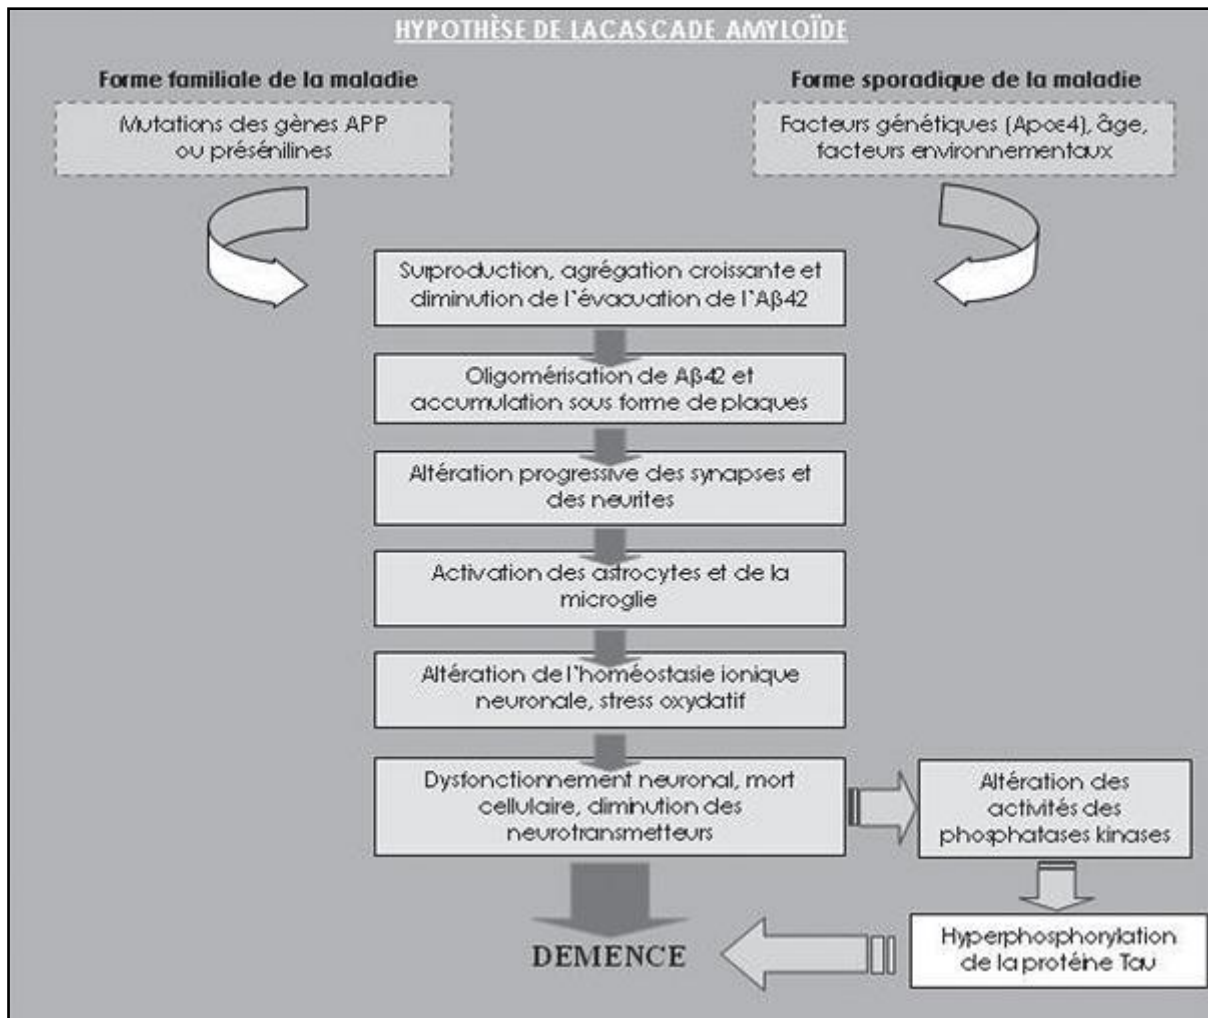 HYPOTHÈSE DE LACASCADE AMYLOÏDE
Forme familiale de la maladie
Mutations des gènes APP
ou présénilines
Forme sporadique de la maladie
Facteurs génétiques (Apoε4), âge,
facteurs environnementaux
Surproduction, agrégation croissante et
diminution de l'évacuation de l'Aβ42
Oligomérisation de Aβ42 et
accumulation sous forme de plaques
Altération progressive des synapses et
des neurites
Activation des astrocytes et de la
microglie
Altération de l'homéostasie ionique
neuronale, stress oxydatif
Dysfonctionnement neuronal, mort
cellulaire, diminution des
neurotransmetteurs
Altération des
activités des
phosphatases kinases
Hyperphosphorylation
de la protéine Tau
DEMENCE